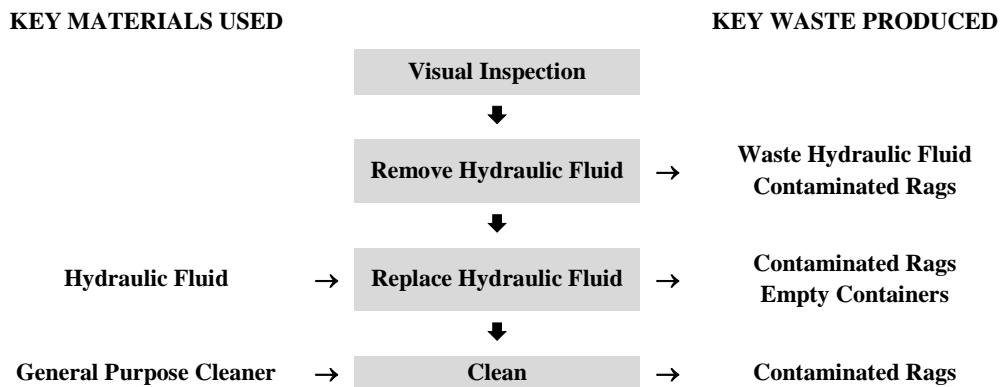 KEY MATERIALS USED
KEY WASTE PRODUCED
Visual Inspection
Remove Hydraulic Fluid
Waste Hydraulic Fluid
Contaminated Rags
Hydraulic Fluid
Replace Hydraulic Fluid
Contaminated Rags
Empty Containers
General Purpose Cleaner
Clean
Contaminated Rags